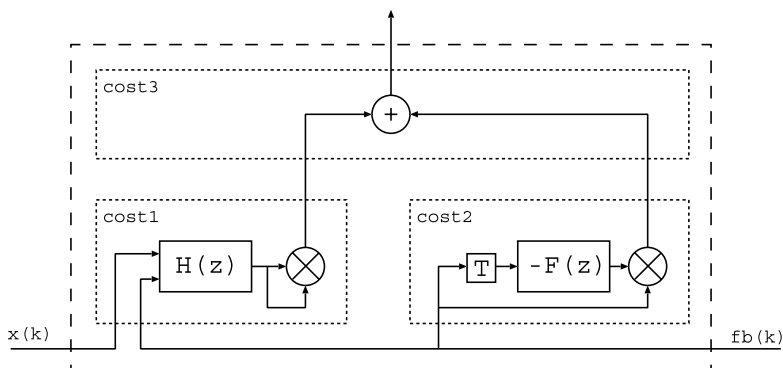 cost3
+
cost1
cost2
H(z)
T
-F(z)
x(k)
fb(k)